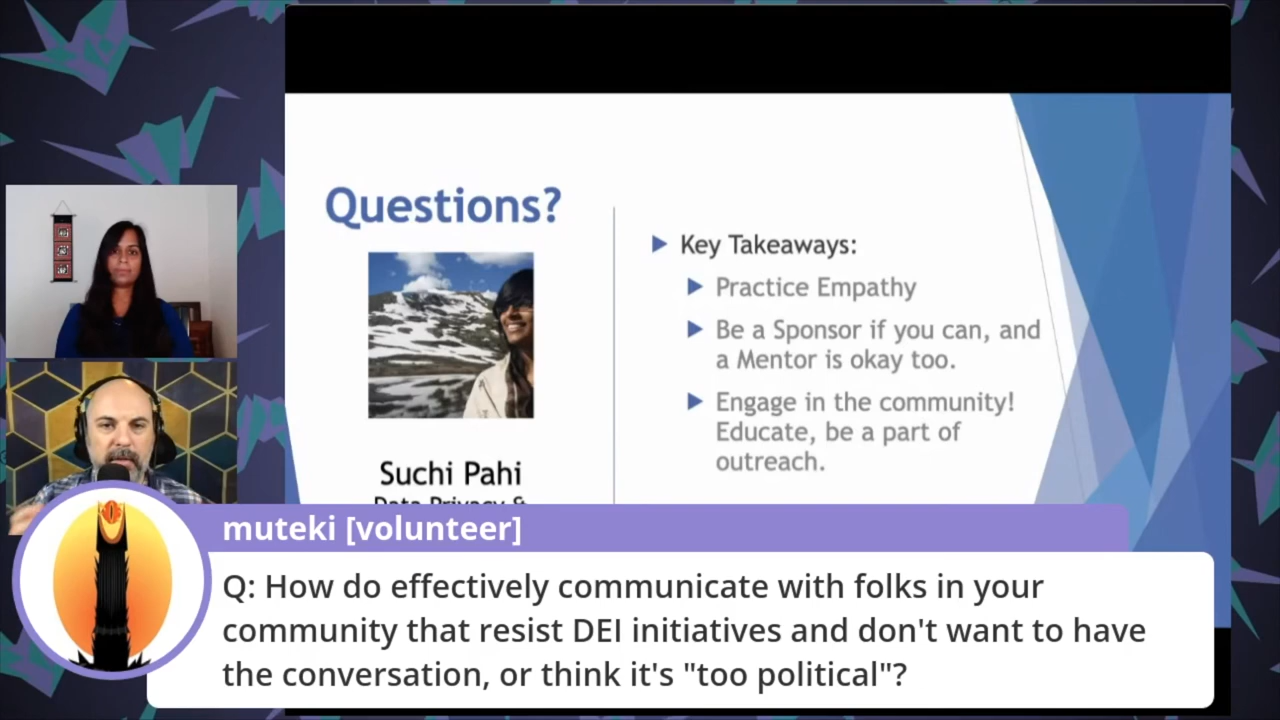 Questions?
Suchi Pahi
Data Privacy &
Key Takeaways:
Practice Empathy
Be a Sponsor if you can, and
a Mentor is okay too.
Engage in the community!
Educate, be a part of
outreach.
muteki [volunteer]
Q: How do effectively communicate with folks in your
community that resist DEI initiatives and don't want to have
the conversation, or think it's "too political"?